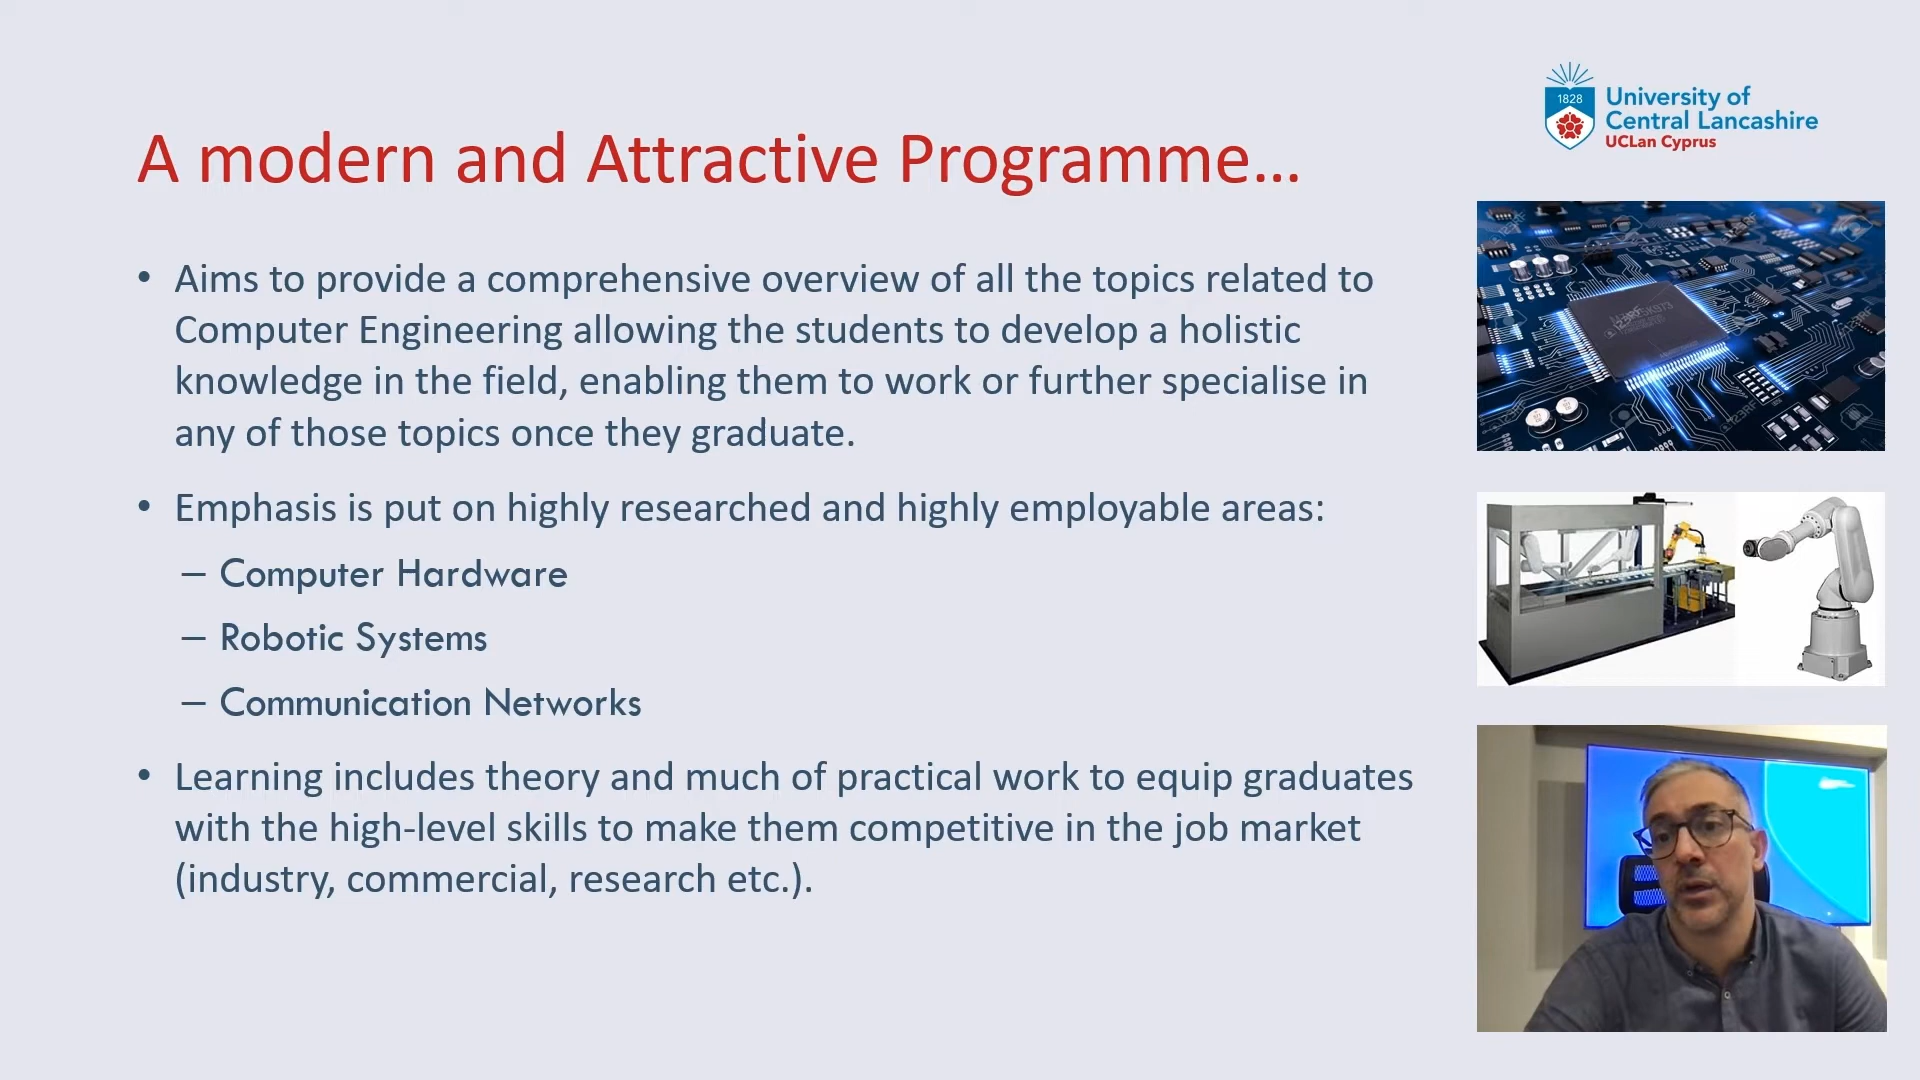 1828
University of
Central Lancashire
UCLan Cyprus
A modern and Attractive Programme...
• Aims to provide a comprehensive overview of all the topics related to
Computer Engineering allowing the students to develop a holistic
knowledge in the field, enabling them to work or further specialise in
any of those topics once they graduate.
• Emphasis is put on highly researched and highly employable areas:
– Computer Hardware
– Robotic Systems
– Communication Networks
• Learning includes theory and much of practical work to equip graduates
with the high-level skills to make them competitive in the job market
(industry, commercial, research etc.).